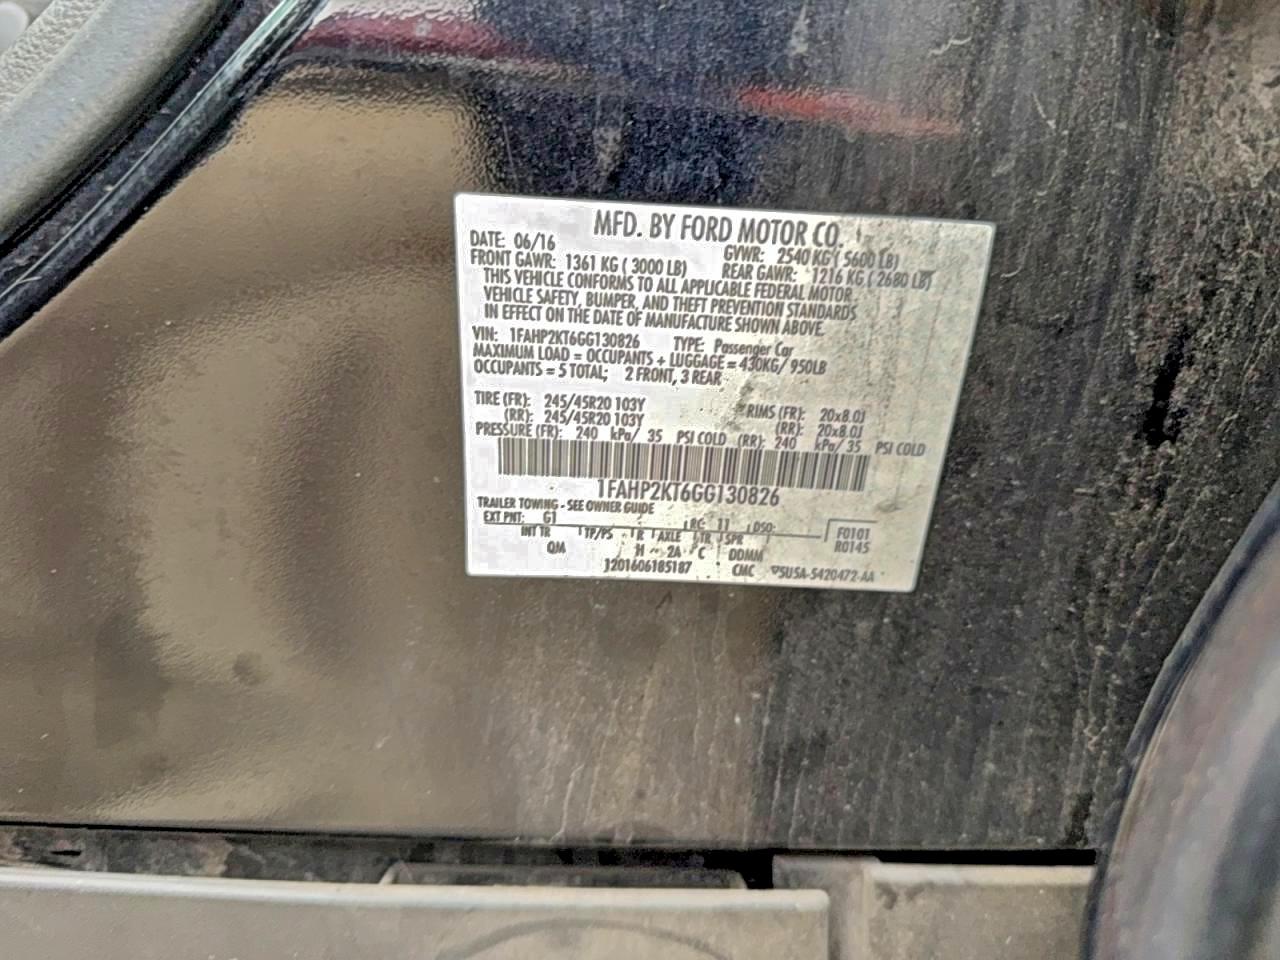 MFD. BY FORD MOTOR CO.
DATE: 06/16 GVWR: 2540 KG ( 5600 LB)
FRONT GAWR: 1361 KG ( 3000 LB) REAR GAWR: 1216 KG ( 2680 LB)
THIS VEHICLE CONFORMS TO ALL APPLICABLE FEDERAL MOTOR
VEHICLE SAFETY, BUMPER, AND THEFT PREVENTION STANDARDS
IN EFFECT ON THE DATE OF MANUFACTURE SHOWN ABOVE.
VIN: 1FAHP2KT6GG130826 TYPE: Passenger Car
MAXIMUM LOAD = OCCUPANTS + LUGGAGE = 430KG/ 950LB
OCCUPANTS = 5 TOTAL; 2 FRONT, 3 REAR
TIRE (FR): 245/45R20 103Y RIMS (FR): 20x8.0J
(RR): 245/45R20 103Y (RR): 20x8.0J
PRESSURE (FR): 240 kPa/ 35 PSI COLD (RR): 240 kPa/ 35 PSI COLD
1FAHP2KT6GG130826
TRAILER TOWING - SEE OWNER GUIDE
EXT PNT: G1 RC: 11 DSO: F0101
INT TR TP/PS R AXLE TR SPR R0145
QM H 2A C DDMM
1201606185187 CMC 5U5A-5420472-AA